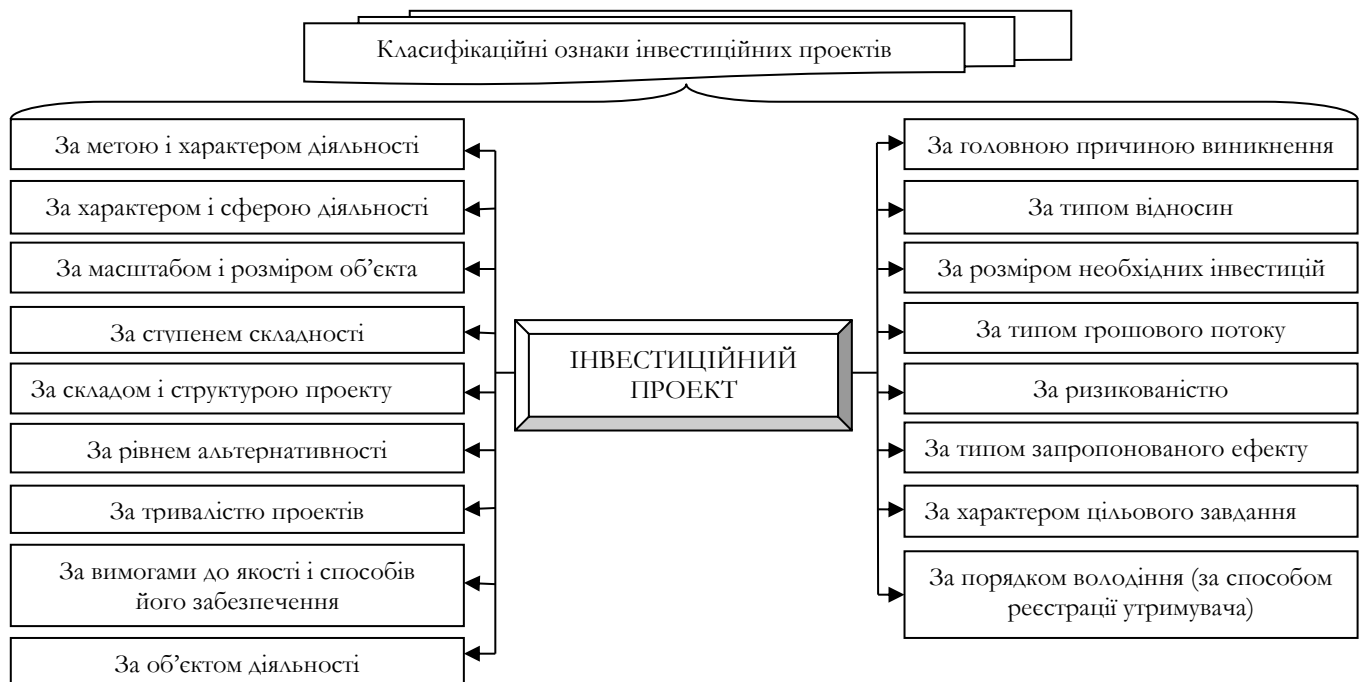 Класифікаційні ознаки інвестиційних проектів
За метою і характером діяльності
За характером і сферою діяльності
За масштабом і розміром об’єкта
За ступенем складності
За складом і структурою проекту
За рівнем альтернативності
За тривалістю проектів
За вимогами до якості і способів
його забезпечення
За об’єктом діяльності
ІНВЕСТИЦІЙНИЙ
ПРОЕКТ
За головною причиною виникнення
За типом відносин
За розміром необхідних інвестицій
За типом грошового потоку
За ризикованістю
За типом запропонованого ефекту
За характером цільового завдання
За порядком володіння (за способом
реєстрації утримувача)